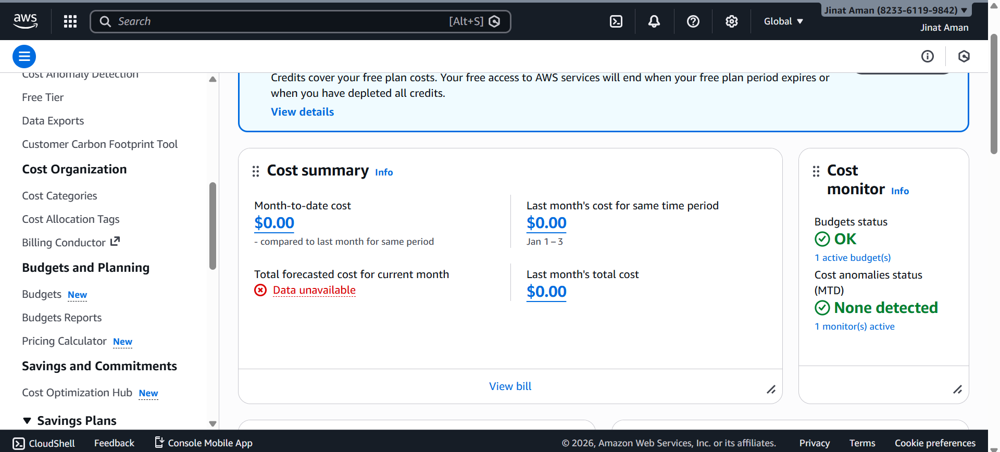 aws
Search
[Alt+S]
Global
Jinat Aman (8233-6119-9842)
Jinat Aman
Cost Anomaly Detection
Free Tier
Data Exports
Customer Carbon Footprint Tool
Cost Organization
Cost Categories
Cost Allocation Tags
Billing Conductor
Budgets and Planning
Budgets New
Budgets Reports
Pricing Calculator New
Savings and Commitments
Cost Optimization Hub New
Savings Plans
Credits cover your free plan costs. Your free access to AWS services will end when your free plan period expires or
when you have depleted all credits.
View details
Cost summary Info
Month-to-date cost
$0.00
- compared to last month for same period
Last month's cost for same time period
$0.00
Jan 1 – 3
Total forecasted cost for current month
Data unavailable
Last month's total cost
$0.00
View bill
Cost
monitor Info
Budgets status
OK
1 active budget(s)
Cost anomalies status
(MTD)
None detected
1 monitor(s) active
CloudShell
Feedback
Console Mobile App
© 2026, Amazon Web Services, Inc. or its affiliates.
Privacy
Terms
Cookie preferences